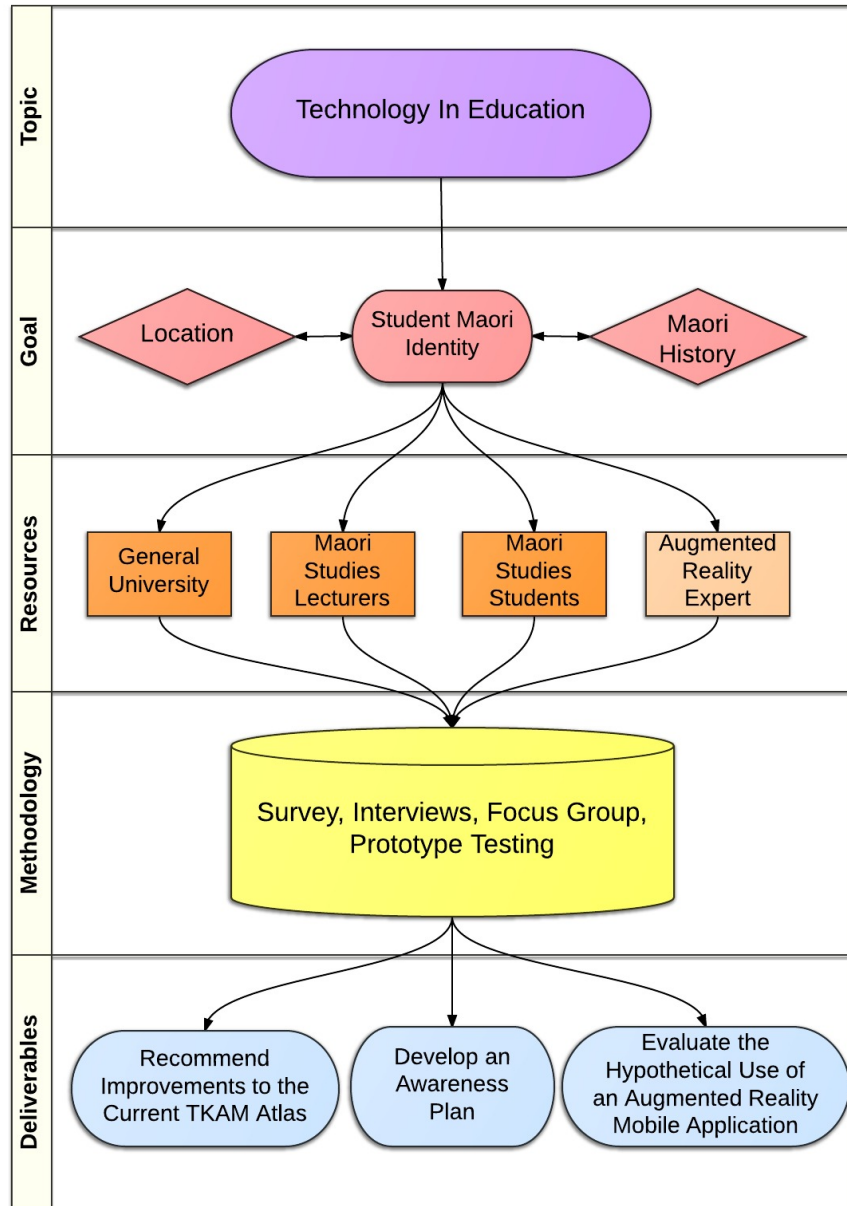 Topic
Technology In Education
Goal
Location
Student Maori
Identity
Maori
History
Resources
General
University
Maori
Studies
Lecturers
Maori
Studies
Students
Augmented
Reality
Expert
Methodology
Survey, Interviews, Focus Group,
Prototype Testing
Deliverables
Recommend
Improvements to the
Current TKAM Atlas
Develop an
Awareness
Plan
Evaluate the
Hypothetical Use of
an Augmented Reality
Mobile Application